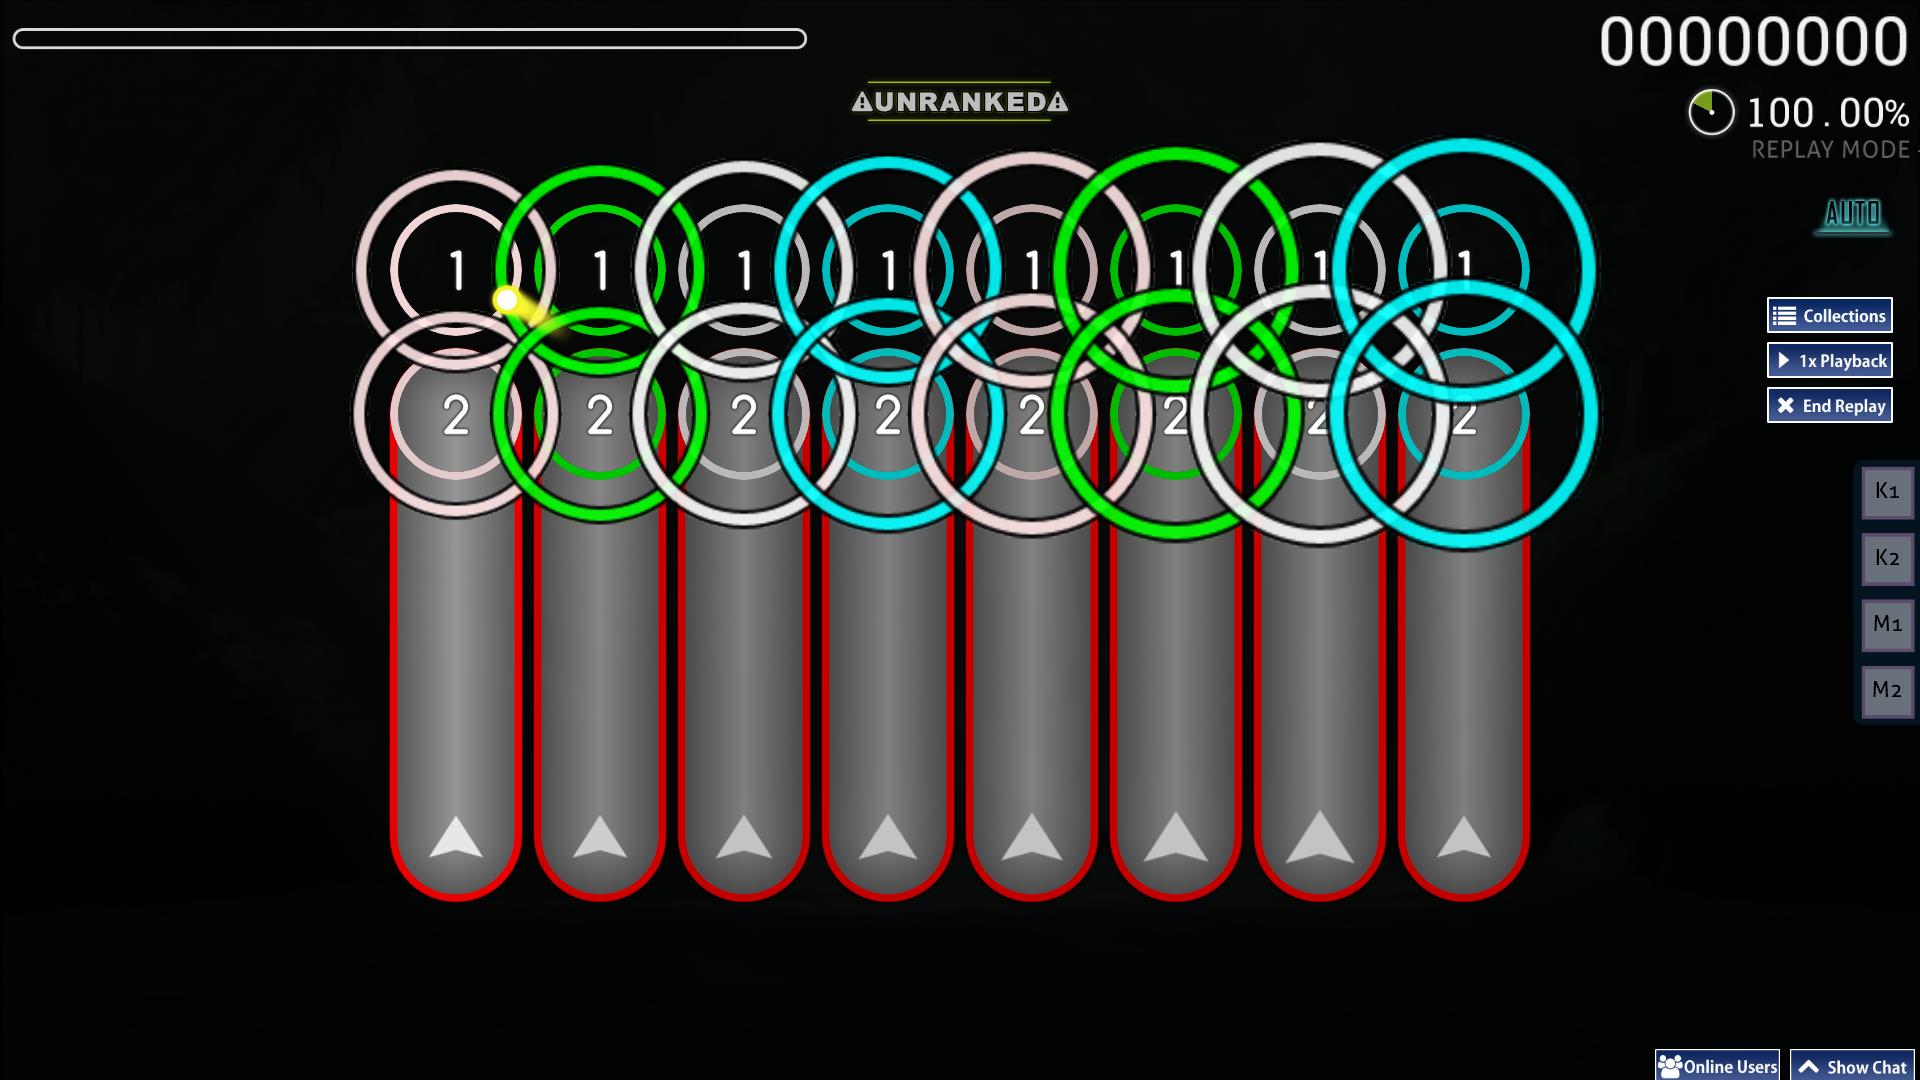 00000000
UNRANKED
100.00%
REPLAY MODE -
AUTO
1 1 1 1 1 1 1 1
Collections
1x Playback
2 2 2 2 2 2 2 2
End Replay
K1
K2
M1
M2
Online Users
Show Chat